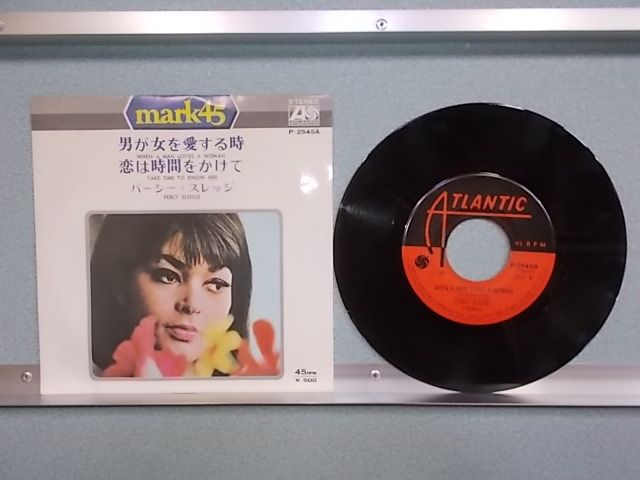 mark45
STEREO
ATLANTIC
P-2545A
男が女を愛する時
WHEN A MAN LOVES A WOMAN
恋は時間をかけて
TAKE TIME TO KNOW HER
パーシー・スレッジ
PERCY SLEDGE
45RPM
¥ 500
ATLANTIC
45 RPM
P-2545A
WHEN A MAN LOVES A WOMAN
PERCY SLEDGE